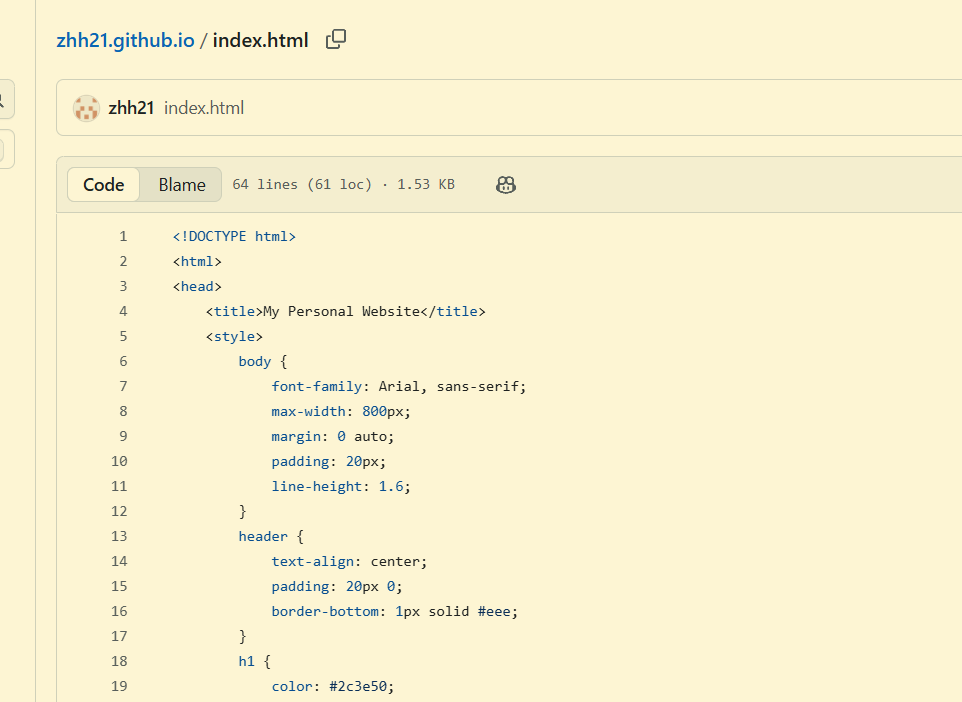 zhh21.github.io / index.html
zhh21 index.html
Code Blame 64 lines (61 loc) · 1.53 KB
1 <!DOCTYPE html>
2 <html>
3 <head>
4     <title>My Personal Website</title>
5     <style>
6         body {
7             font-family: Arial, sans-serif;
8             max-width: 800px;
9             margin: 0 auto;
10             padding: 20px;
11             line-height: 1.6;
12         }
13         header {
14             text-align: center;
15             padding: 20px 0;
16             border-bottom: 1px solid #eee;
17         }
18         h1 {
19             color: #2c3e50;